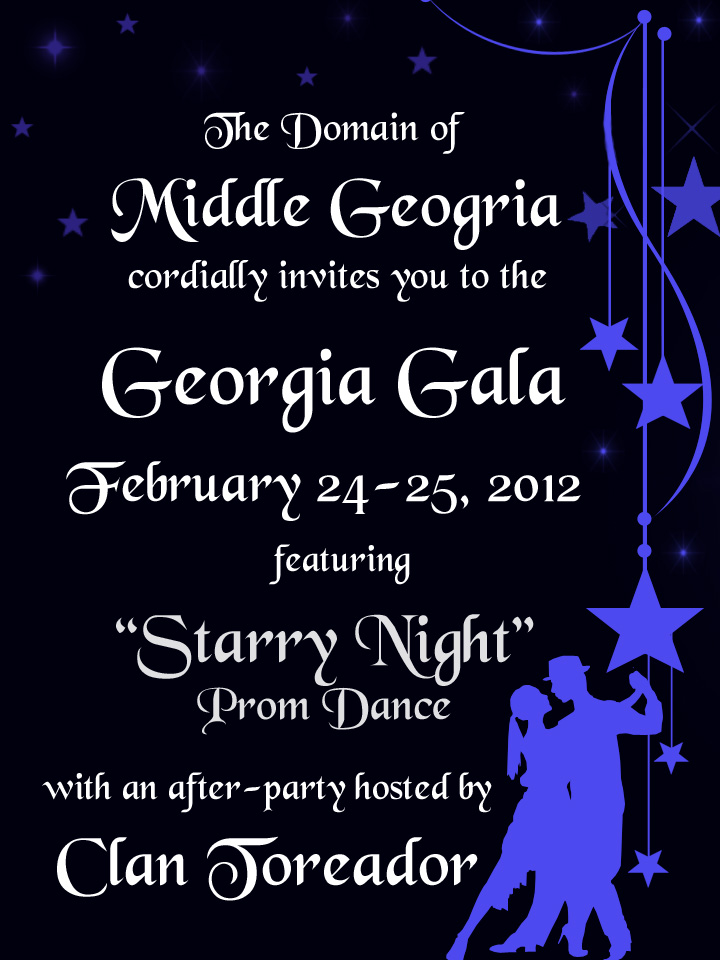 The Domain of
Middle Geogria
cordially invites you to the
Georgia Gala
February 24-25, 2012
featuring
“Starry Night”
Prom Dance
with an after-party hosted by
Clan Toreador